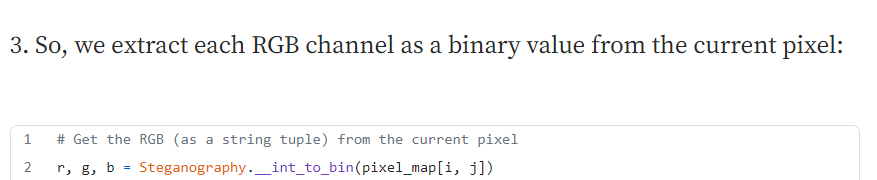 3. So, we extract each RGB channel as a binary value from the current pixel:
1 # Get the RGB (as a string tuple) from the current pixel
2 r, g, b = Steganography.__int_to_bin(pixel_map[i, j])